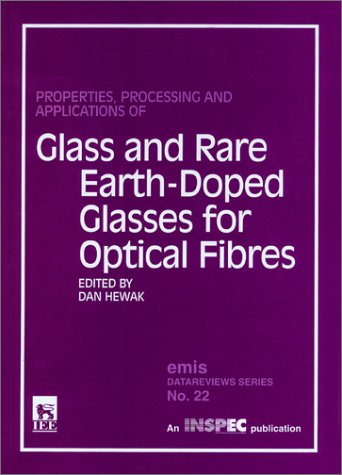 PROPERTIES, PROCESSING AND
APPLICATIONS OF
Glass and Rare
Earth-Doped
Glasses for
Optical Fibres
EDITED BY
DAN HEWAK
emis
DATAREVIEWS SERIES
No. 22
IEE
An INSPEC publication